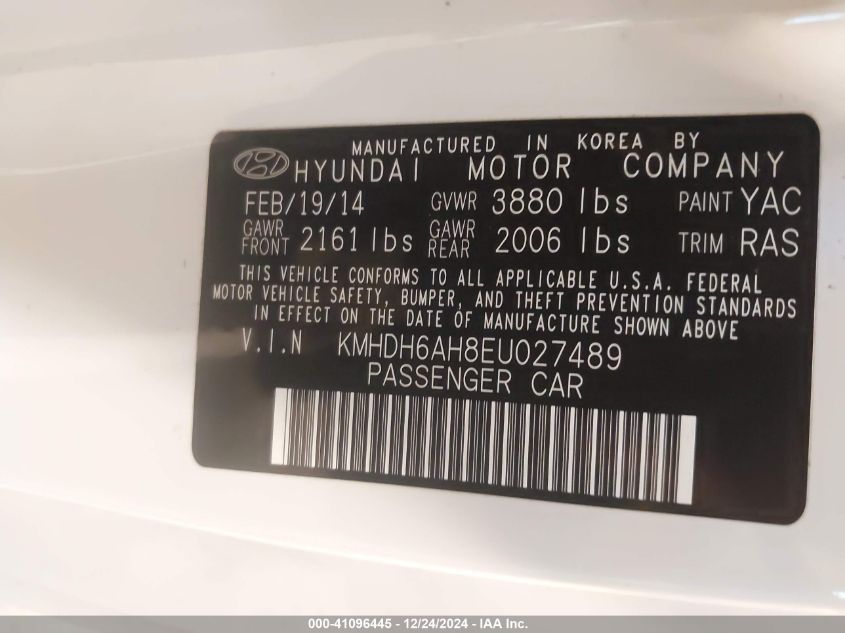 MANUFACTURED IN KOREA BY
HYUNDAI MOTOR COMPANY
FEB/19/14 GVWR 3880 lbs PAINT YAC
GAWR FRONT 2161 lbs GAWR REAR 2006 lbs TRIM RAS
THIS VEHICLE CONFORMS TO ALL APPLICABLE U.S.A. FEDERAL
MOTOR VEHICLE SAFETY, BUMPER, AND THEFT PREVENTION STANDARDS
IN EFFECT ON THE DATE OF MANUFACTURE SHOWN ABOVE
V.I.N KMHDH6AH8EU027489
PASSENGER CAR
000-41096445 - 12/24/2024 - IAA Inc.